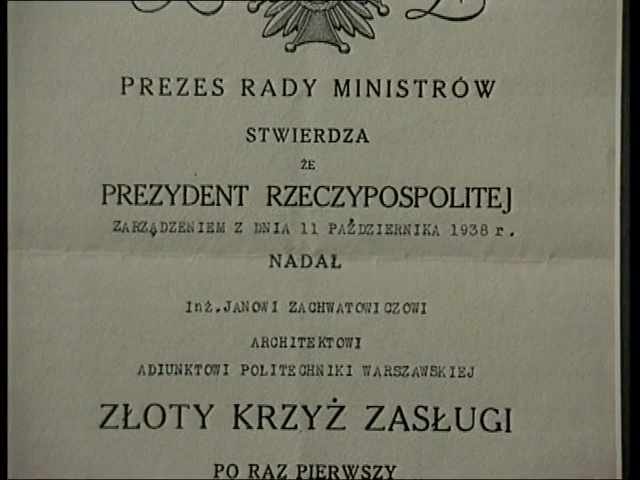 PREZES RADY MINISTRÓW
STWIERDZA
ŻE
PREZYDENT RZECZYPOSPOLITEJ
ZARZĄDZENIEM Z DNIA 11 PAŹDZIERNIKA 1938 r.
NADAŁ
Inż.JANOWI ZACHWATOWICZOWI
ARCHITEKTOWI
ADIUNKTOWI POLITECHNIKI WARSZAWSKIEJ
ZŁOTY KRZYŻ ZASŁUGI
PO RAZ PIERWSZY